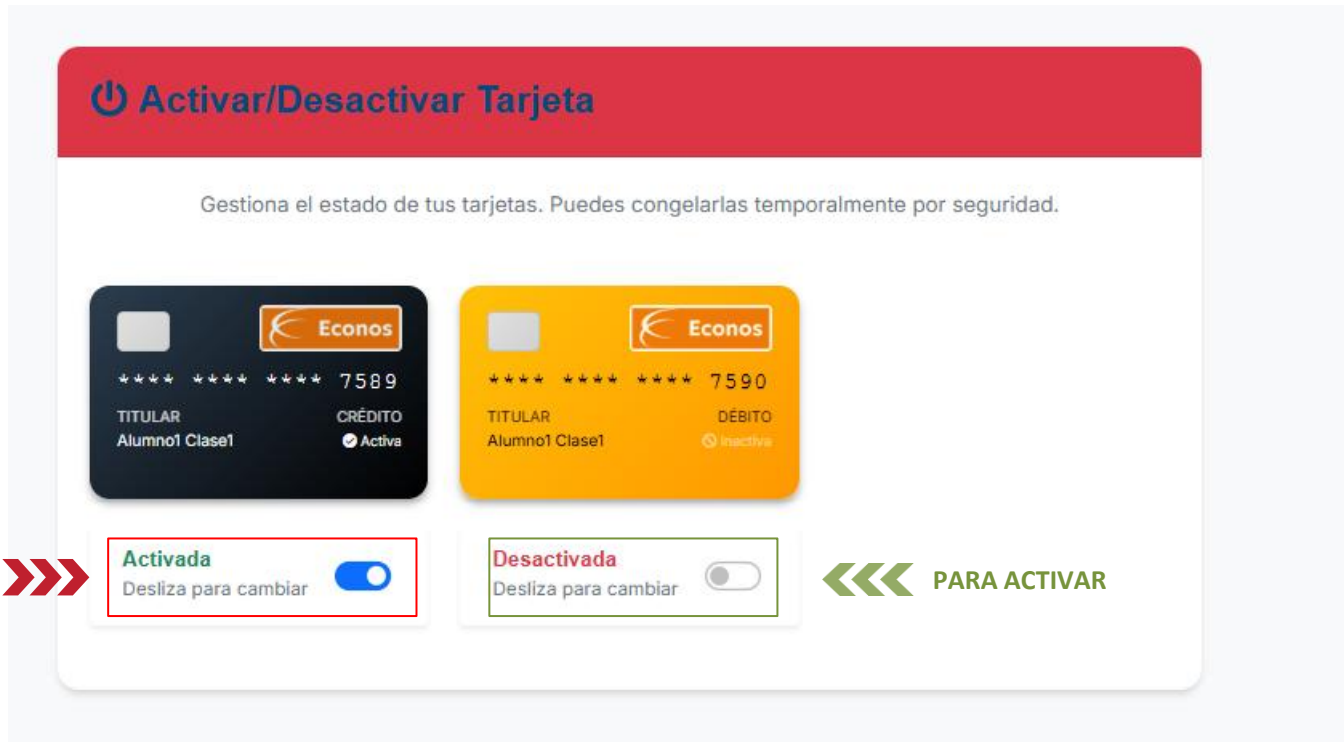 Activar/Desactivar Tarjeta
Gestiona el estado de tus tarjetas. Puedes congelarlas temporalmente por seguridad.
Econos
**** **** **** 7589
TITULAR CRÉDITO
Alumno1 Clase1 Activa
Econos
**** **** **** 7590
TITULAR DÉBITO
Alumno1 Clase1 Inactiva
Activada
Desliza para cambiar
Desactivada
Desliza para cambiar
PARA ACTIVAR